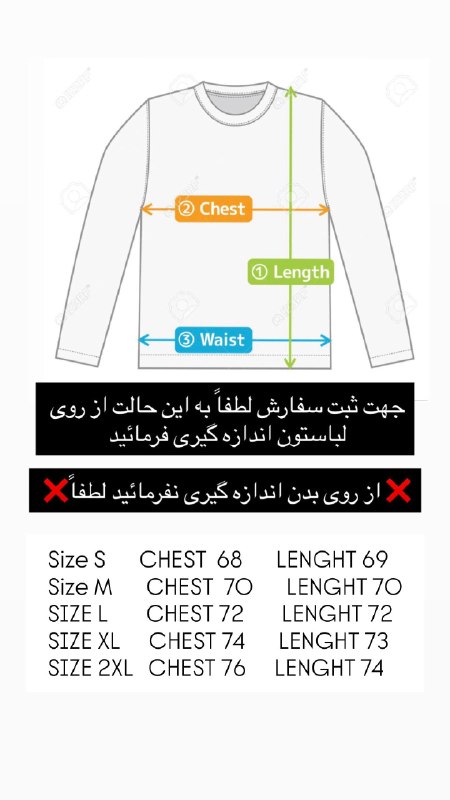 ② Chest
① Length
③ Waist
جهت ثبت سفارش لطفاً به این حالت از روی
لباستون اندازه گیری فرمائید
❌ از روی بدن اندازه گیری نفرمائید لطفاً❌
Size S CHEST 68 LENGHT 69
Size M CHEST 70 LENGHT 70
SIZE L CHEST 72 LENGHT 72
SIZE XL CHEST 74 LENGHT 73
SIZE 2XL CHEST 76 LENGHT 74